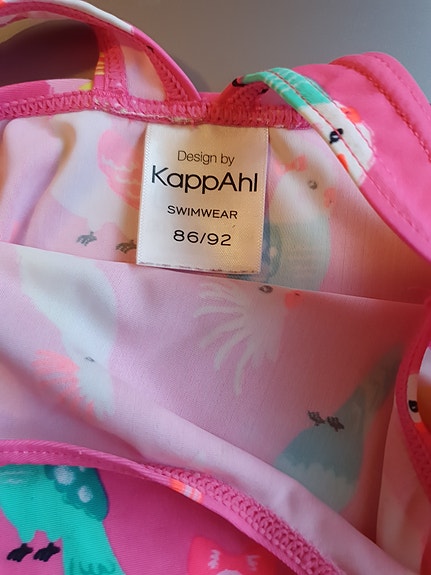 Design by
KappAhl
SWIMWEAR
86/92